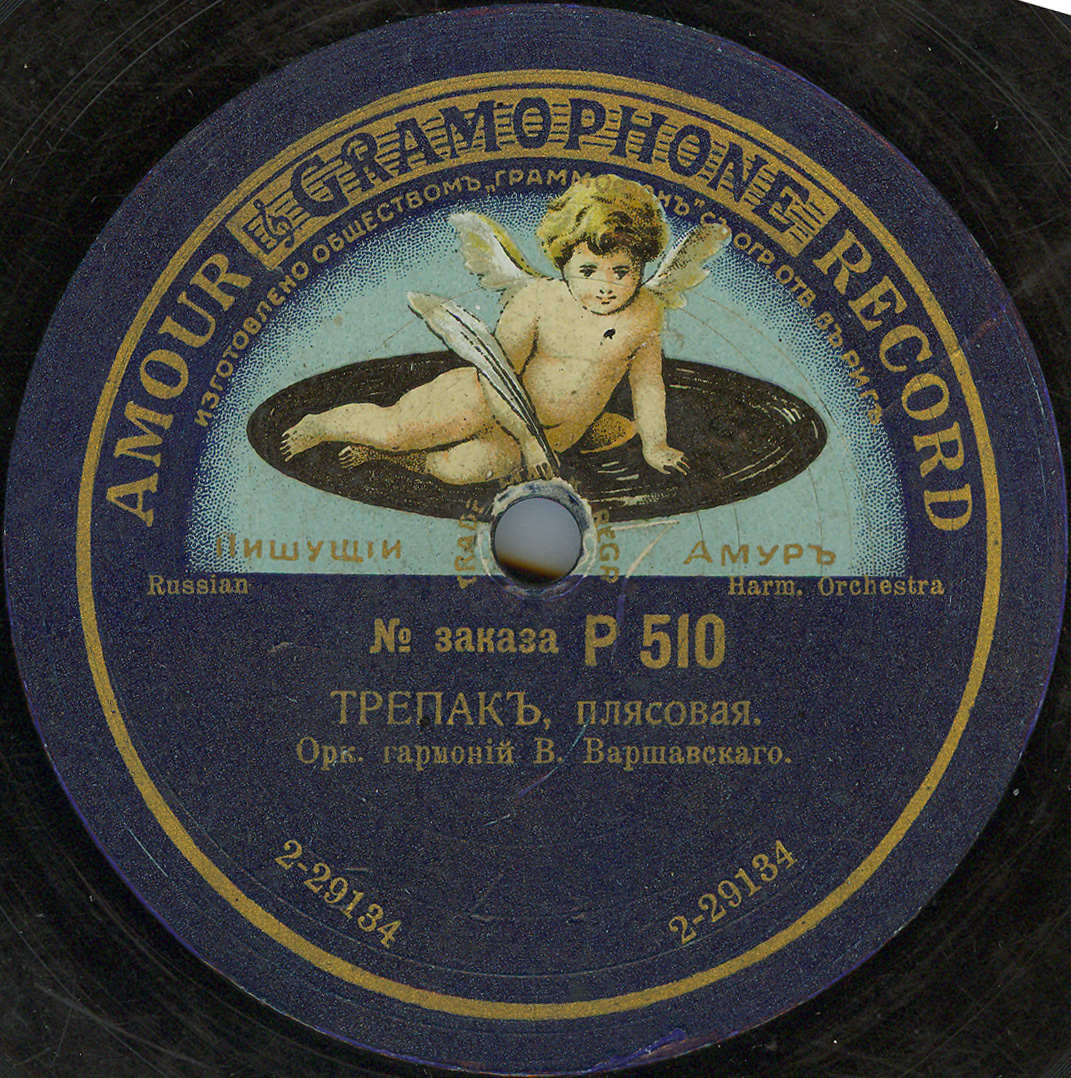 AMOUR GRAMOPHONE RECORD
ИЗГОТОВЛЕНО ОБЩЕСТВОМЪ „ГРАММОФОНЪ“ СЪ ОГР. ОТВ. ВЪ РИГѢ
ПИШУЩІЙ АМУРЪ
TRADE
Russian Harm. Orchestra
№ заказа P 510
ТРЕПАКЪ, плясовая.
Орк. гармоній В. Варшавскаго.
2-29134 2-29134